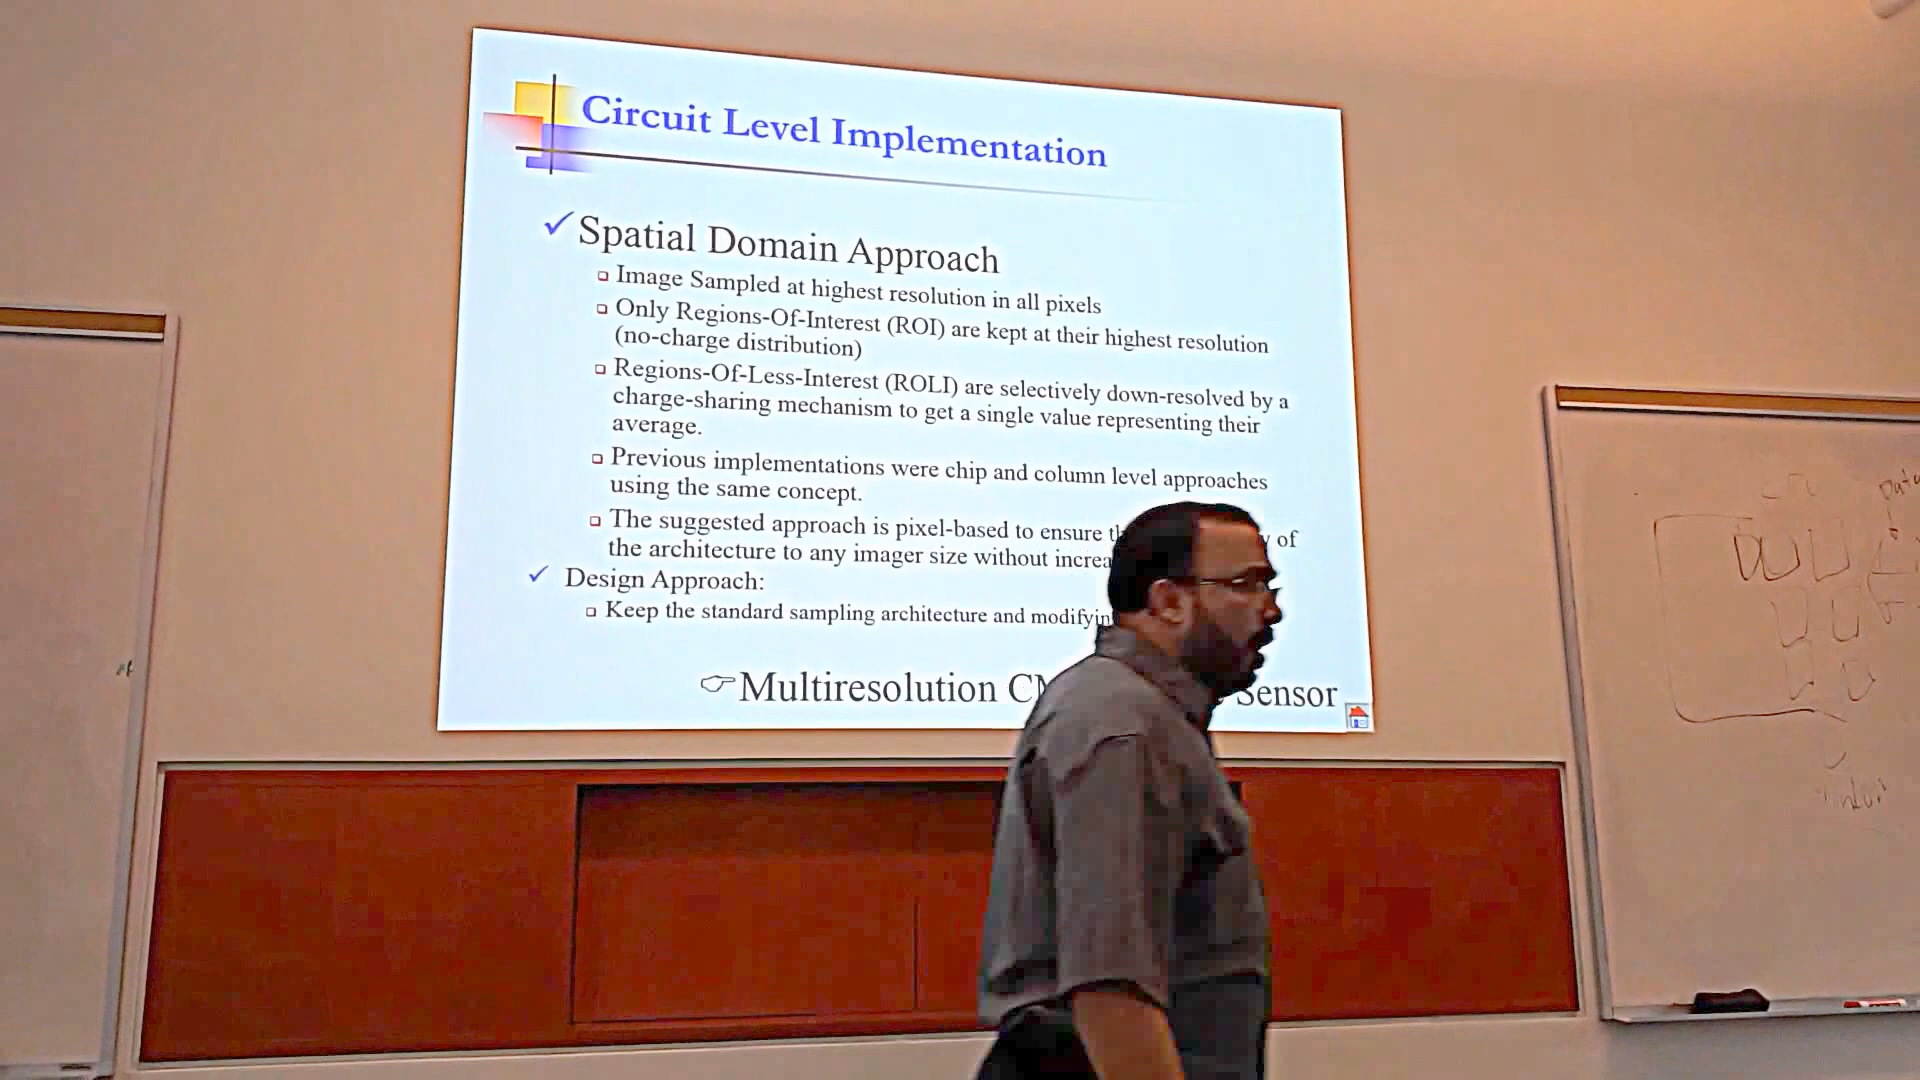 Circuit Level Implementation
Spatial Domain Approach
Image Sampled at highest resolution in all pixels
Only Regions-Of-Interest (ROI) are kept at their highest resolution
(no-charge distribution)
Regions-Of-Less-Interest (ROLI) are selectively down-resolved by a
charge-sharing mechanism to get a single value representing their
average.
Previous implementations were chip and column level approaches
using the same concept.
The suggested approach is pixel-based to ensure of
the architecture to any imager size without
Design Approach:
Keep the standard sampling architecture and
Multiresolution Sensor